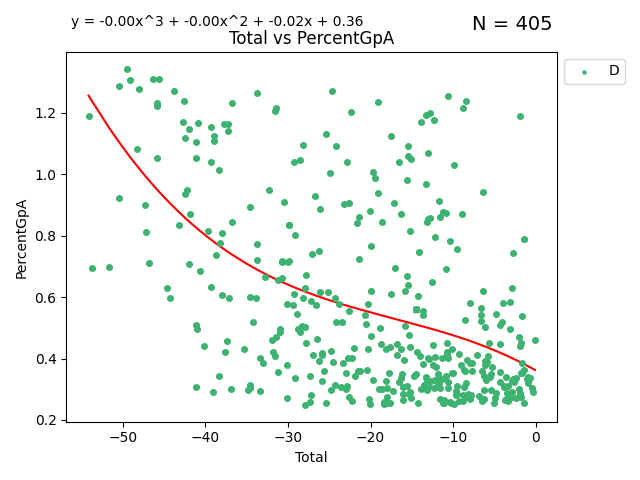 y = -0.00x^3 + -0.00x^2 + -0.02x + 0.36
N = 405
Total vs PercentGpA
D
PercentGpA
1.2
1.0
0.8
0.6
0.4
0.2
−50
−40
−30
−20
−10
0
Total